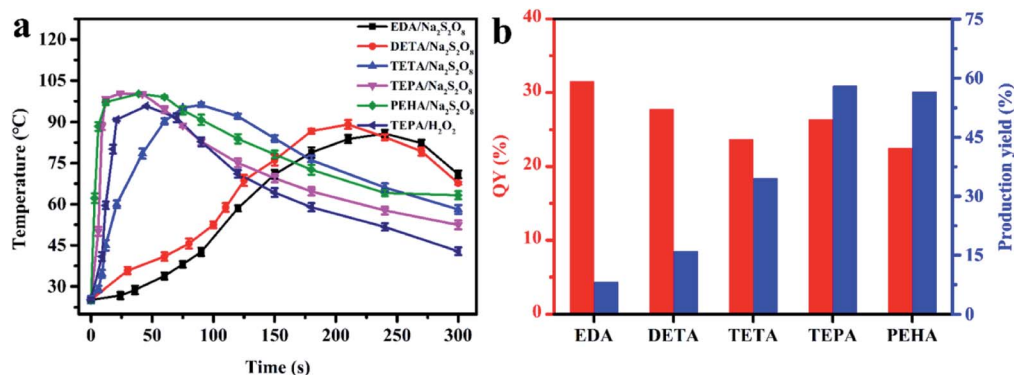 a
120
105
90
75
60
45
30
Temperature (°C)
EDA/Na₂S₂O₈
DETA/Na₂S₂O₈
TETA/Na₂S₂O₈
TEPA/Na₂S₂O₈
PEHA/Na₂S₂O₈
TEPA/H₂O₂
0 50 100 150 200 250 300
Time (s)
b
40
30
20
10
0
QY (%)
75
60
45
30
15
0
Production yield (%)
EDA DETA TETA TEPA PEHA